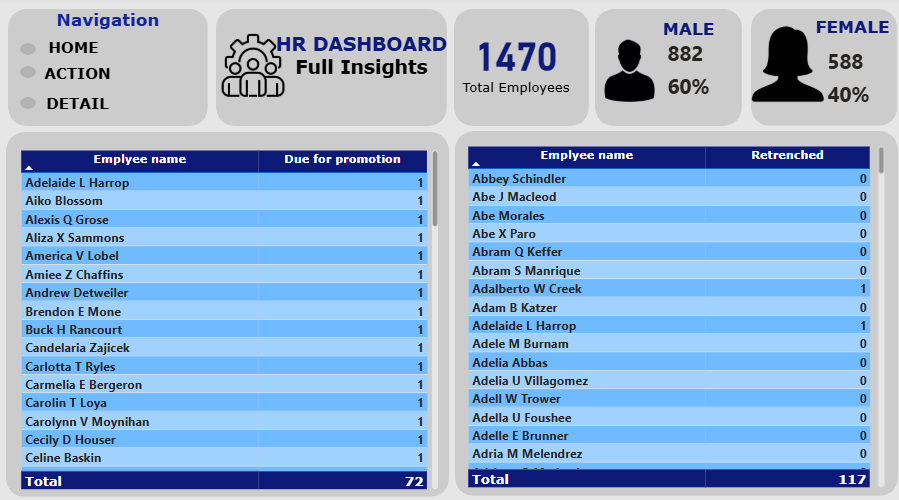 Navigation
HOME
ACTION
DETAIL
HR DASHBOARD
Full Insights
1470
Total Employees
MALE
882
60%
FEMALE
588
40%
Emplyee name Due for promotion
Adelaide L Harrop 1
Aiko Blossom 1
Alexis Q Grose 1
Aliza X Sammons 1
America V Lobel 1
Amiee Z Chaffins 1
Andrew Detweiler 1
Brendon E Mone 1
Buck H Rancourt 1
Candelaria Zajicek 1
Carlotta T Ryles 1
Carmelia E Bergeron 1
Carolin T Loya 1
Carolynn V Moynihan 1
Cecily D Houser 1
Celine Baskin 1
Total 72
Emplyee name Retrenched
Abbey Schindler 0
Abe J Macleod 0
Abe Morales 0
Abe X Paro 0
Abram Q Keffer 0
Abram S Manrique 0
Adalberto W Creek 1
Adam B Katzer 0
Adelaide L Harrop 1
Adele M Burnam 0
Adelia Abbas 0
Adelia U Villagomez 0
Adell W Trower 0
Adella U Foushee 0
Adelle E Brunner 0
Adria M Melendrez 0
Total 117